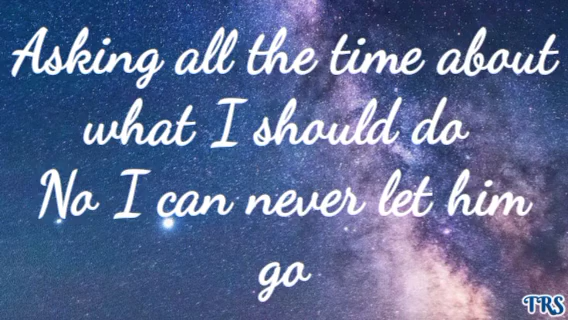 Asking all the time about
what I should do
No I can never let him
go
TRS